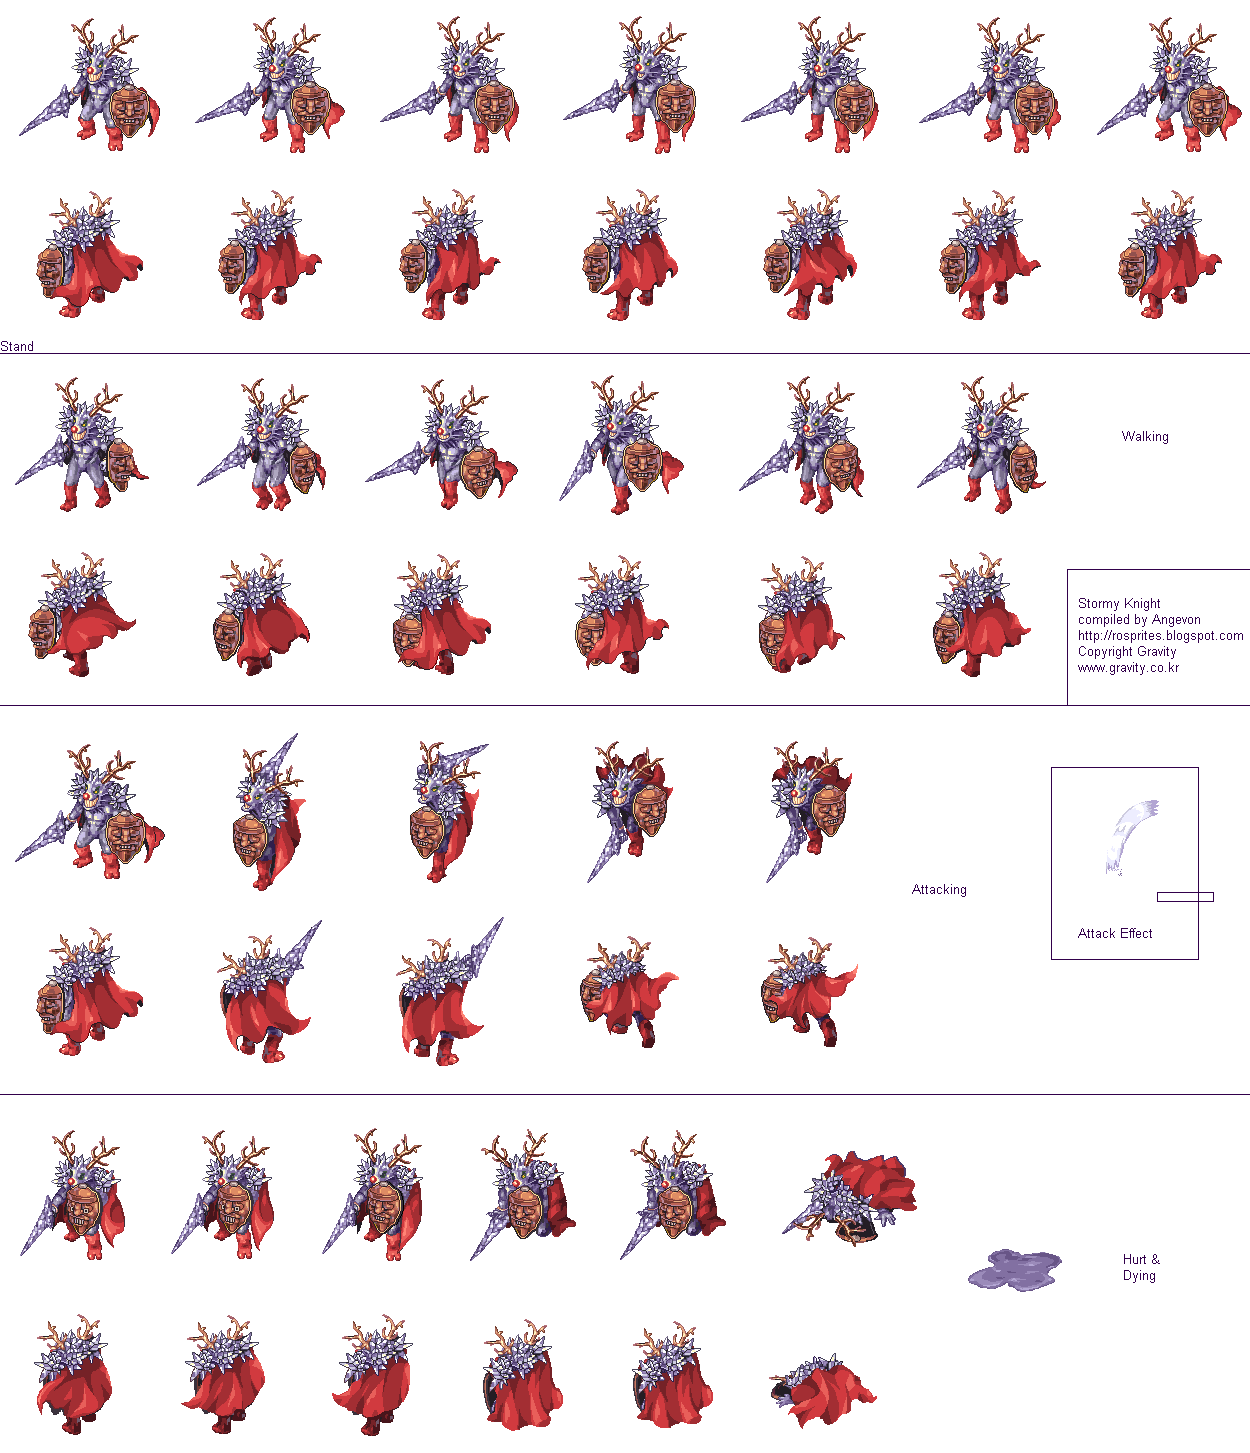 Stand
Walking
Stormy Knight
compiled by Angevon
http://rosprites.blogspot.com
Copyright Gravity
www.gravity.co.kr
Attacking
Attack Effect
Hurt &
Dying